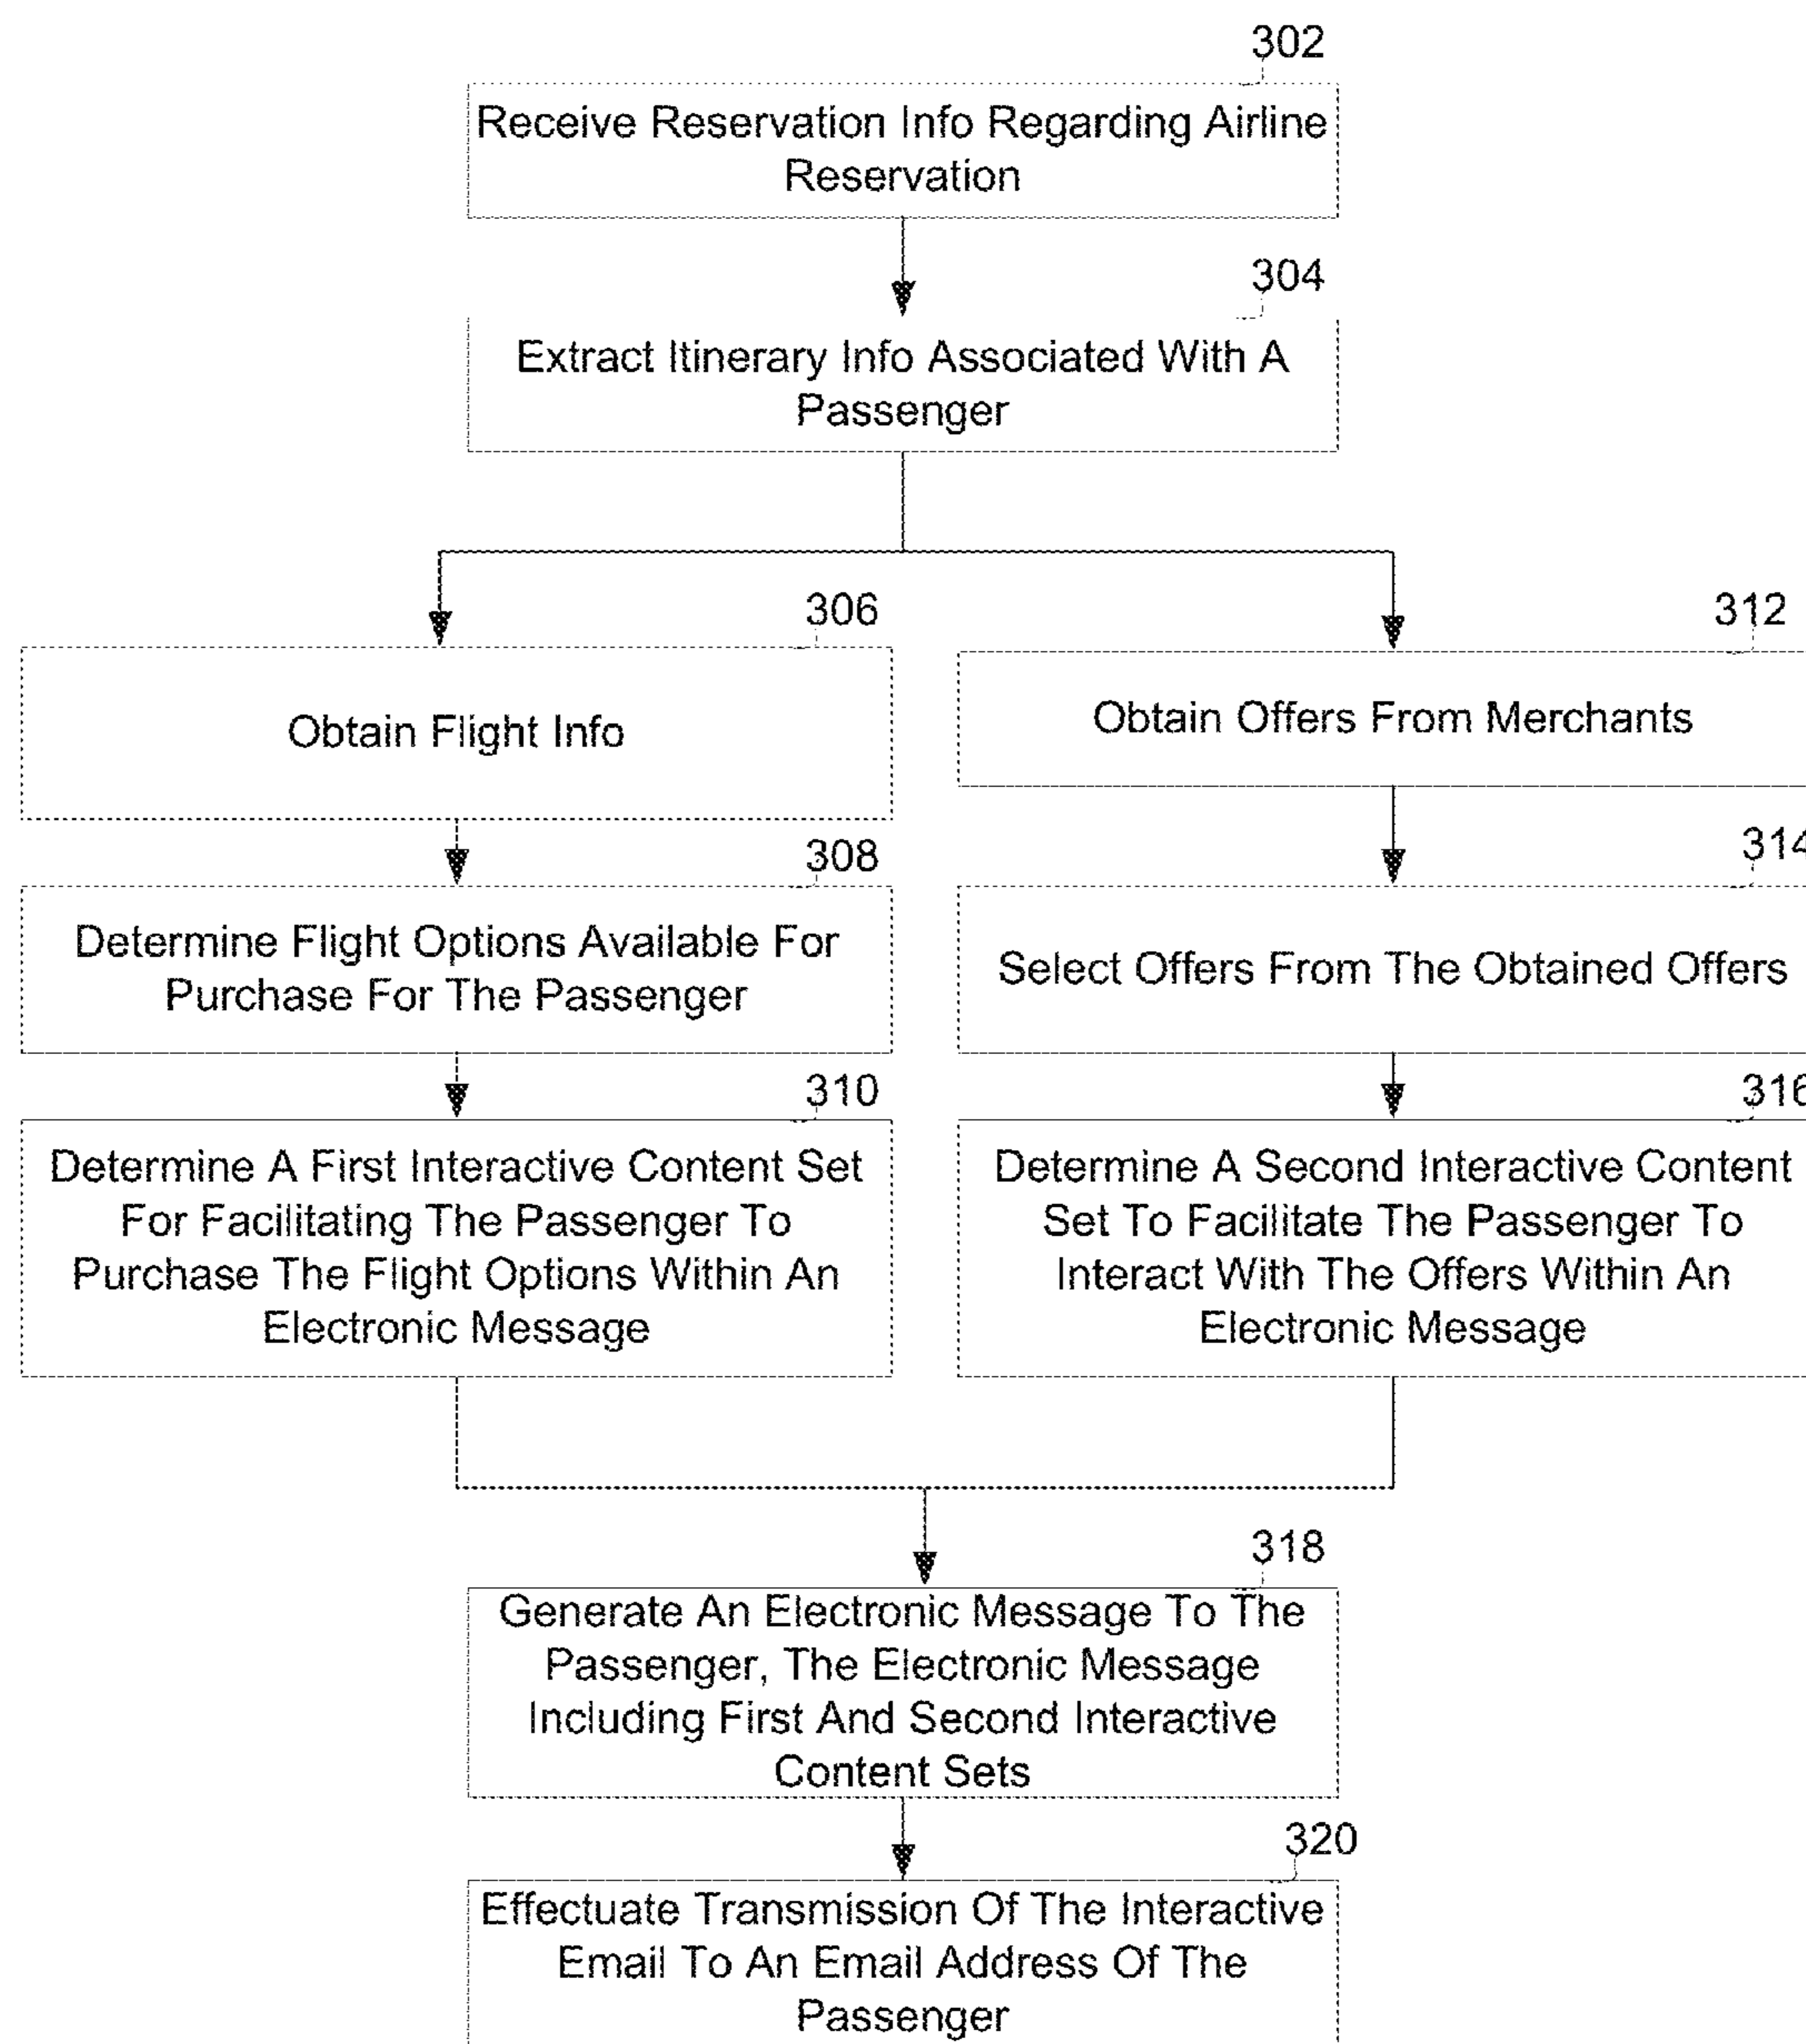 302
Receive Reservation Info Regarding Airline
Reservation
304
Extract Itinerary Info Associated With A
Passenger
306
Obtain Flight Info
308
Determine Flight Options Available For
Purchase For The Passenger
310
Determine A First Interactive Content Set
For Facilitating The Passenger To
Purchase The Flight Options Within An
Electronic Message
312
Obtain Offers From Merchants
314
Select Offers From The Obtained Offers
316
Determine A Second Interactive Content
Set To Facilitate The Passenger To
Interact With The Offers Within An
Electronic Message
318
Generate An Electronic Message To The
Passenger, The Electronic Message
Including First And Second Interactive
Content Sets
320
Effectuate Transmission Of The Interactive
Email To An Email Address Of The
Passenger